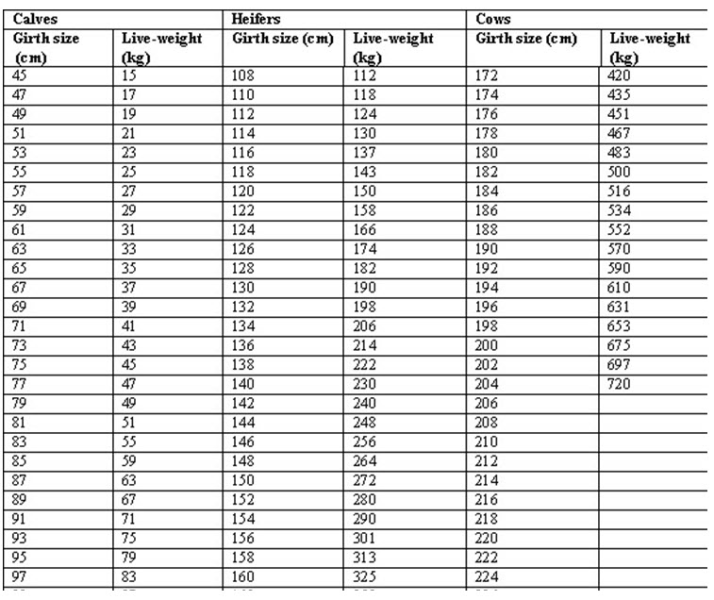 Calves Heifers Cows
Girth size (cm) Live-weight (kg) Girth size (cm) Live-weight (kg) Girth size (cm) Live-weight (kg)
45 15 108 112 172 420
47 17 110 118 174 435
49 19 112 124 176 451
51 21 114 130 178 467
53 23 116 137 180 483
55 25 118 143 182 500
57 27 120 150 184 516
59 29 122 158 186 534
61 31 124 166 188 552
63 33 126 174 190 570
65 35 128 182 192 590
67 37 130 190 194 610
69 39 132 198 196 631
71 41 134 206 198 653
73 43 136 214 200 675
75 45 138 222 202 697
77 47 140 230 204 720
79 49 142 240 206
81 51 144 248 208
83 55 146 256 210
85 59 148 264 212
87 63 150 272 214
89 67 152 280 216
91 71 154 290 218
93 75 156 301 220
95 79 158 313 222
97 83 160 325 224